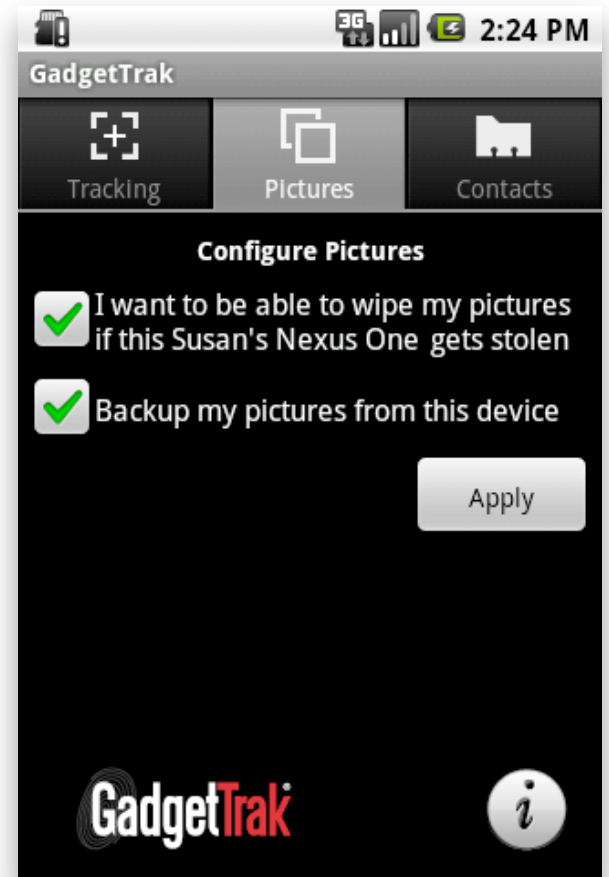 3G 2:24 PM
GadgetTrak
Tracking Pictures Contacts
Configure Pictures
I want to be able to wipe my pictures
if this Susan's Nexus One gets stolen
Backup my pictures from this device
Apply
GadgetTrak
i